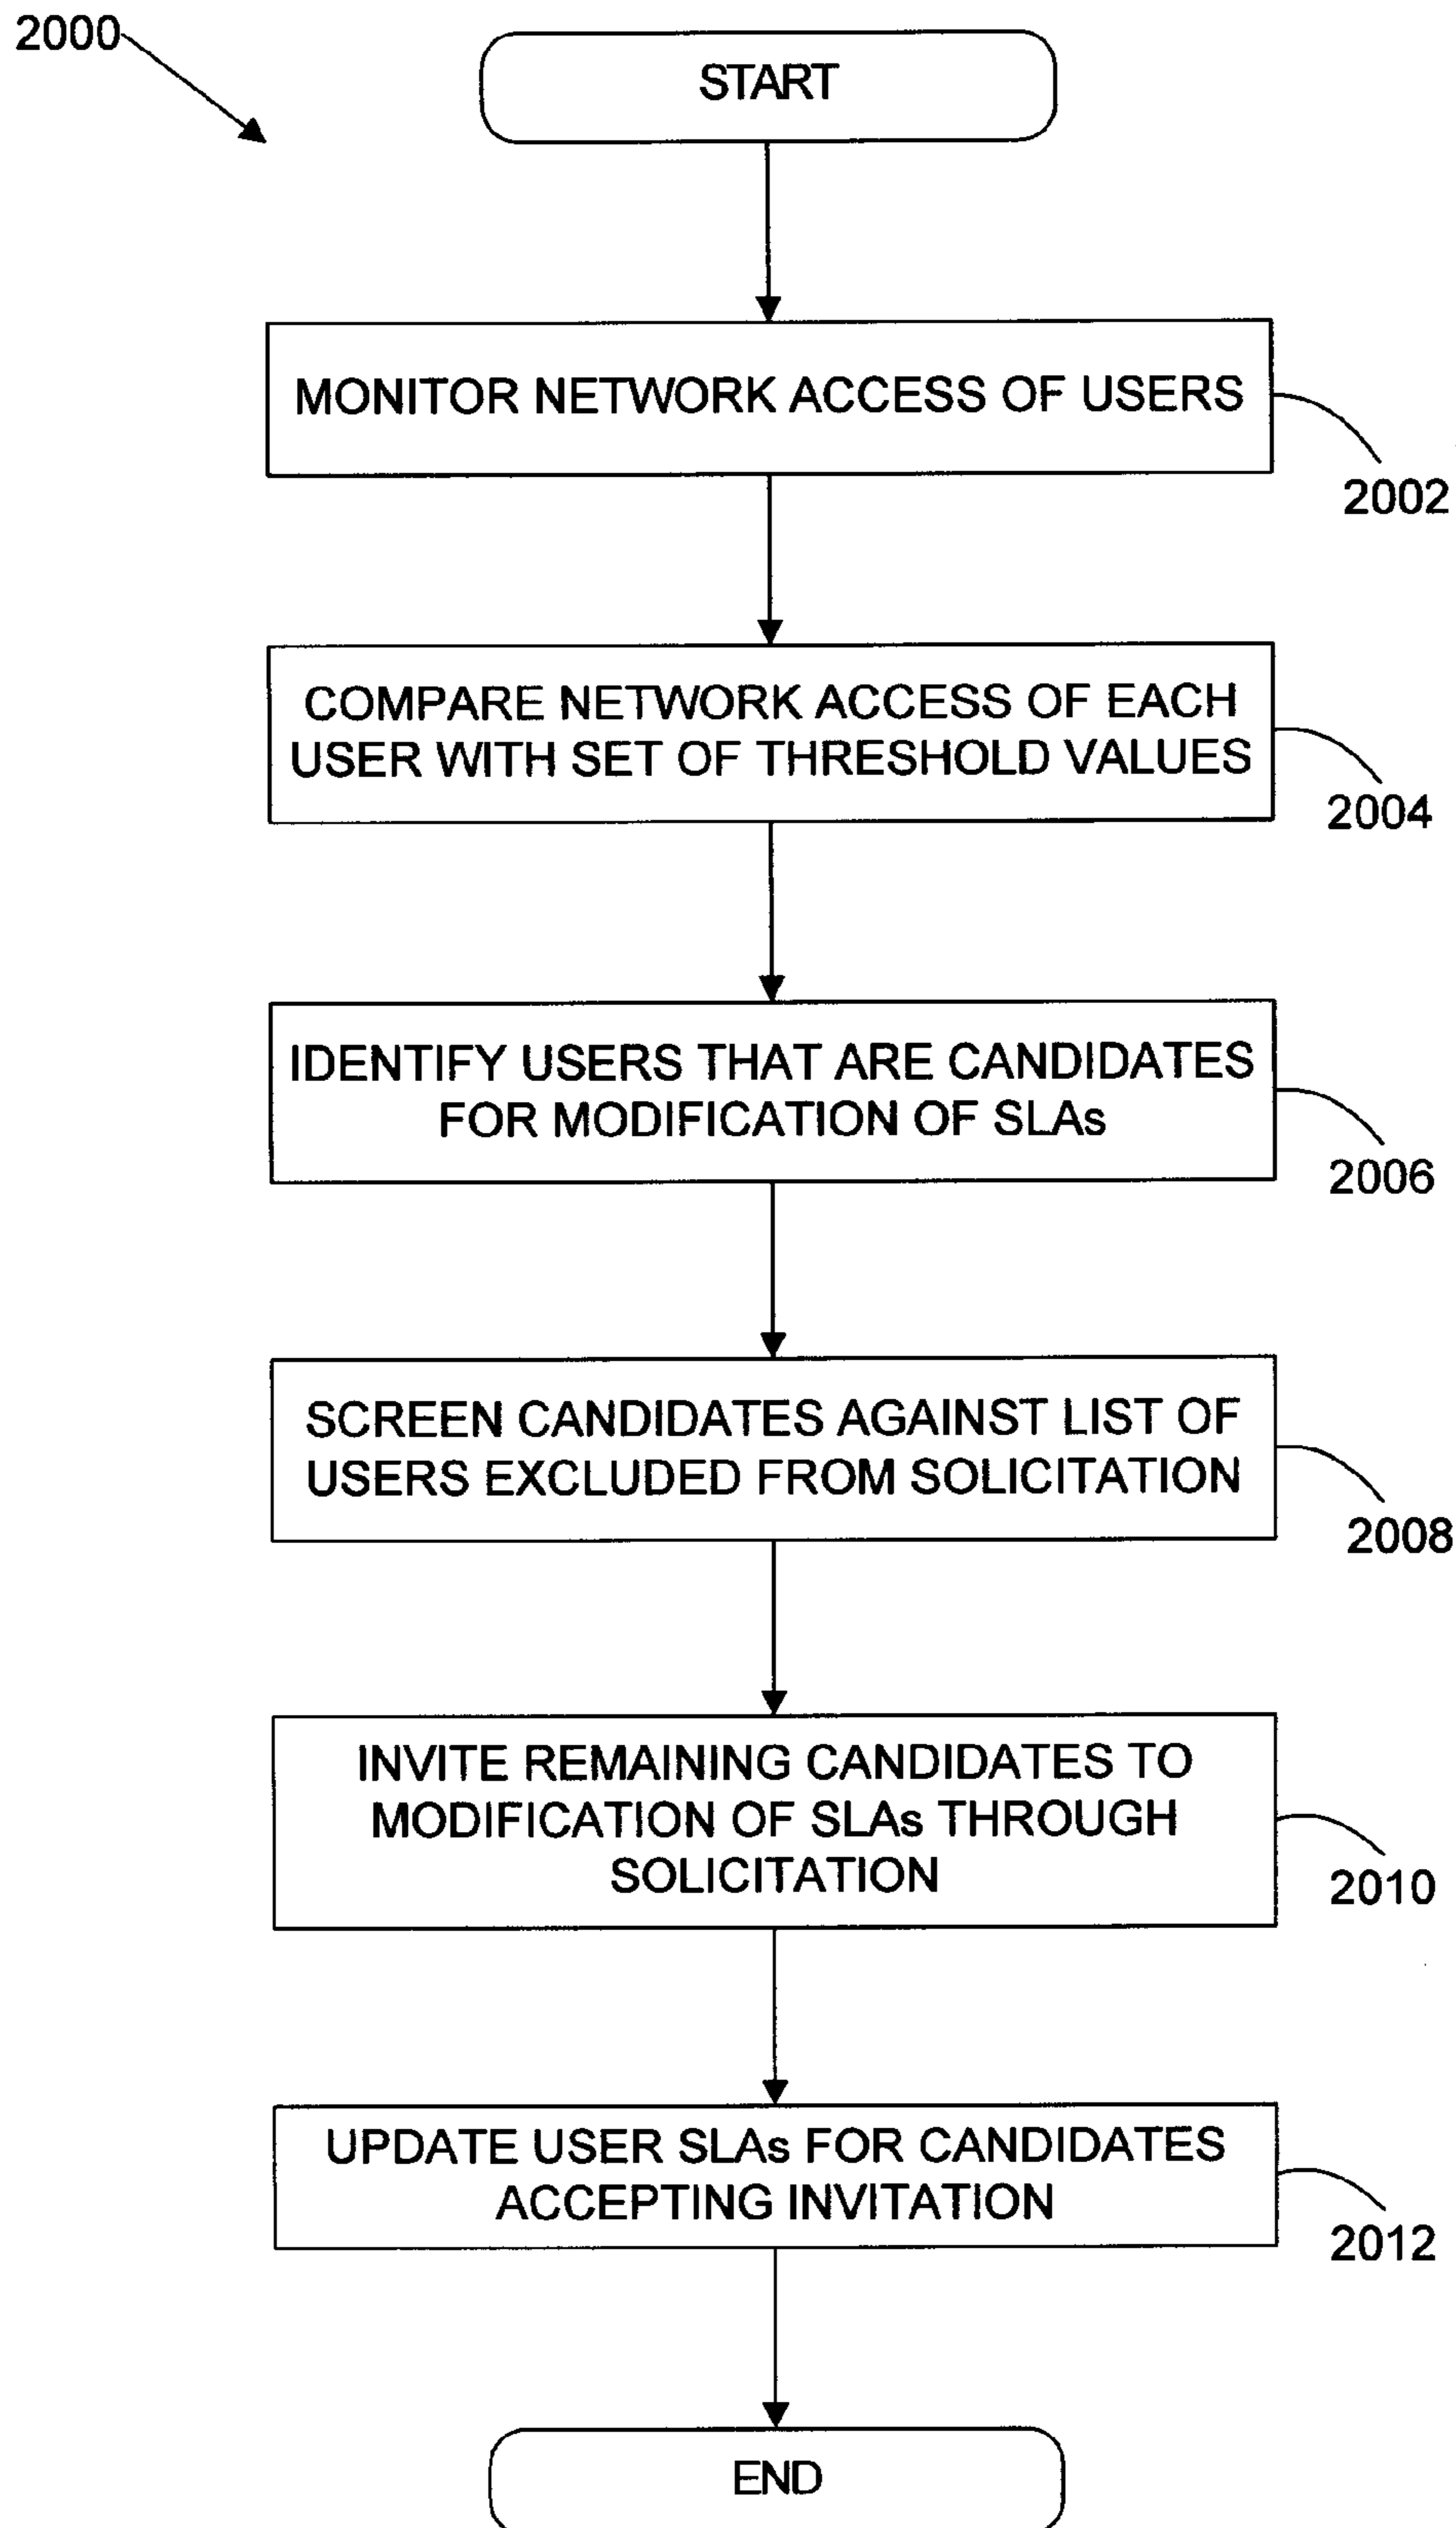 2000
START
MONITOR NETWORK ACCESS OF USERS
2002
COMPARE NETWORK ACCESS OF EACH
USER WITH SET OF THRESHOLD VALUES
2004
IDENTIFY USERS THAT ARE CANDIDATES
FOR MODIFICATION OF SLAs
2006
SCREEN CANDIDATES AGAINST LIST OF
USERS EXCLUDED FROM SOLICITATION
2008
INVITE REMAINING CANDIDATES TO
MODIFICATION OF SLAs THROUGH
SOLICITATION
2010
UPDATE USER SLAs FOR CANDIDATES
ACCEPTING INVITATION
2012
END